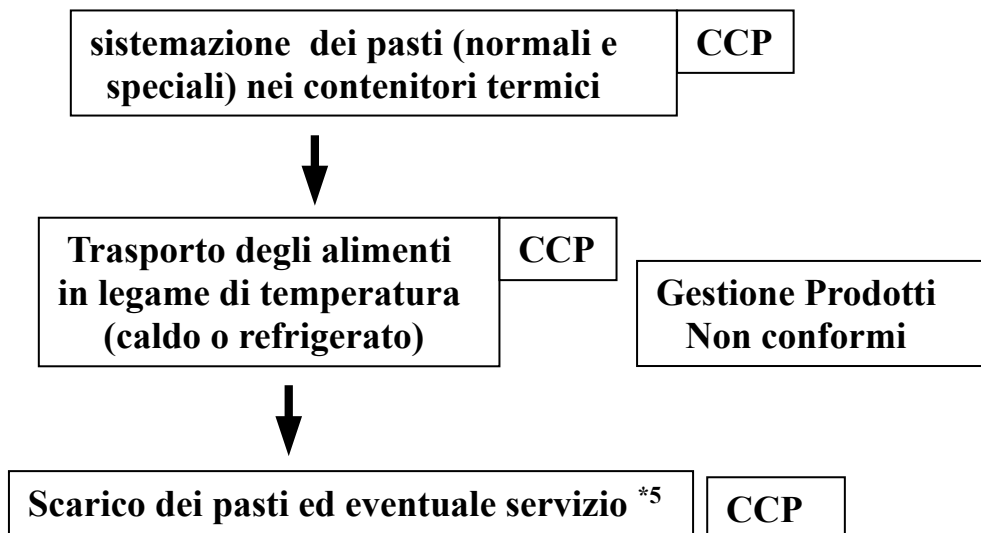 sistemazione dei pasti (normali e
speciali) nei contenitori termici
CCP
Trasporto degli alimenti
in legame di temperatura
(caldo o refrigerato)
CCP
Gestione Prodotti
Non conformi
Scarico dei pasti ed eventuale servizio *5
CCP